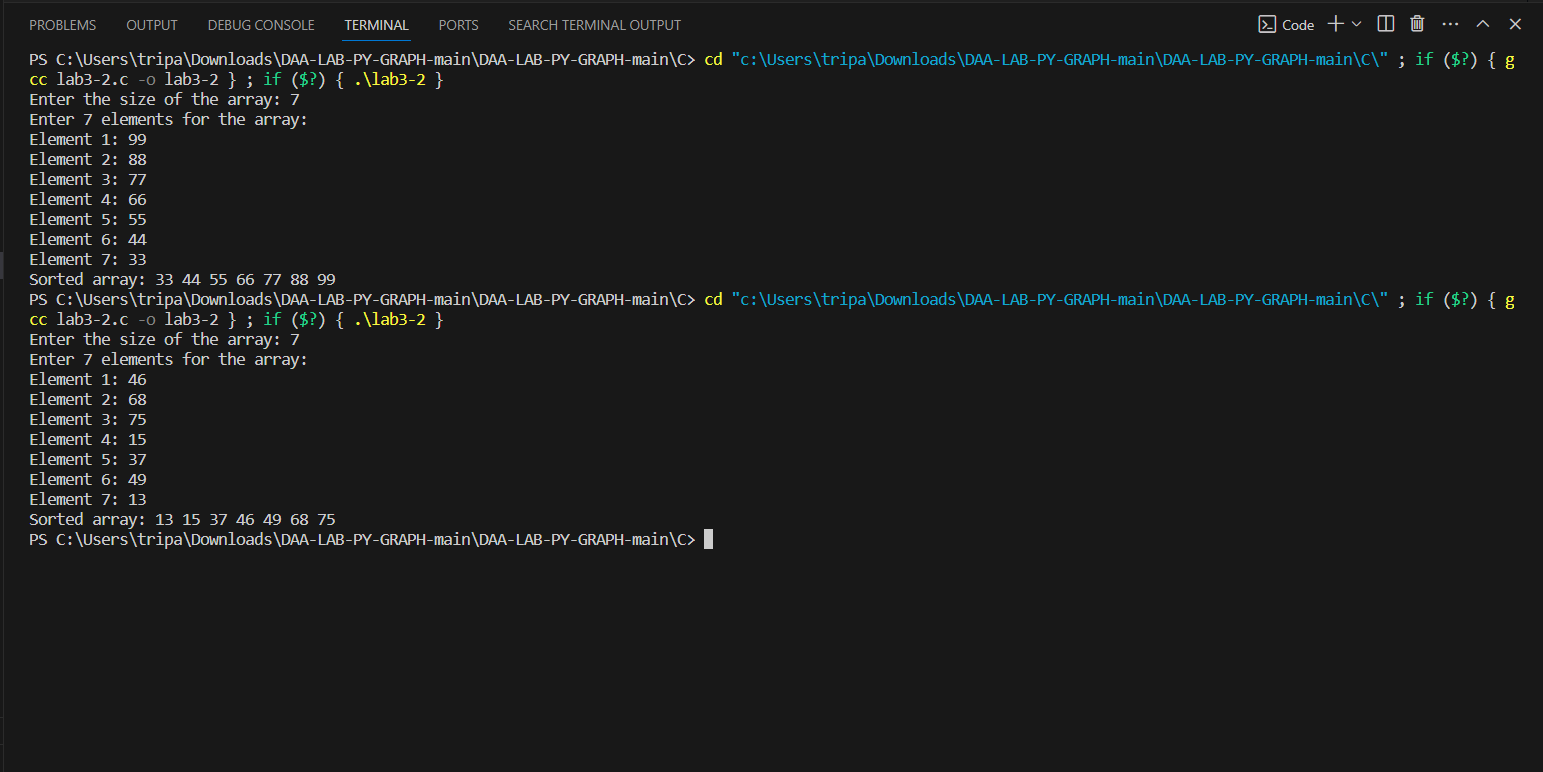 PROBLEMS OUTPUT DEBUG CONSOLE TERMINAL PORTS SEARCH TERMINAL OUTPUT Code
PS C:\Users\tripa\Downloads\DAA-LAB-PY-GRAPH-main\DAA-LAB-PY-GRAPH-main\C> cd "c:\Users\tripa\Downloads\DAA-LAB-PY-GRAPH-main\DAA-LAB-PY-GRAPH-main\C\" ; if ($?) { g
cc lab3-2.c -o lab3-2 } ; if ($?) { .\lab3-2 }
Enter the size of the array: 7
Enter 7 elements for the array:
Element 1: 99
Element 2: 88
Element 3: 77
Element 4: 66
Element 5: 55
Element 6: 44
Element 7: 33
Sorted array: 33 44 55 66 77 88 99
PS C:\Users\tripa\Downloads\DAA-LAB-PY-GRAPH-main\DAA-LAB-PY-GRAPH-main\C> cd "c:\Users\tripa\Downloads\DAA-LAB-PY-GRAPH-main\DAA-LAB-PY-GRAPH-main\C\" ; if ($?) { g
cc lab3-2.c -o lab3-2 } ; if ($?) { .\lab3-2 }
Enter the size of the array: 7
Enter 7 elements for the array:
Element 1: 46
Element 2: 68
Element 3: 75
Element 4: 15
Element 5: 37
Element 6: 49
Element 7: 13
Sorted array: 13 15 37 46 49 68 75
PS C:\Users\tripa\Downloads\DAA-LAB-PY-GRAPH-main\DAA-LAB-PY-GRAPH-main\C>